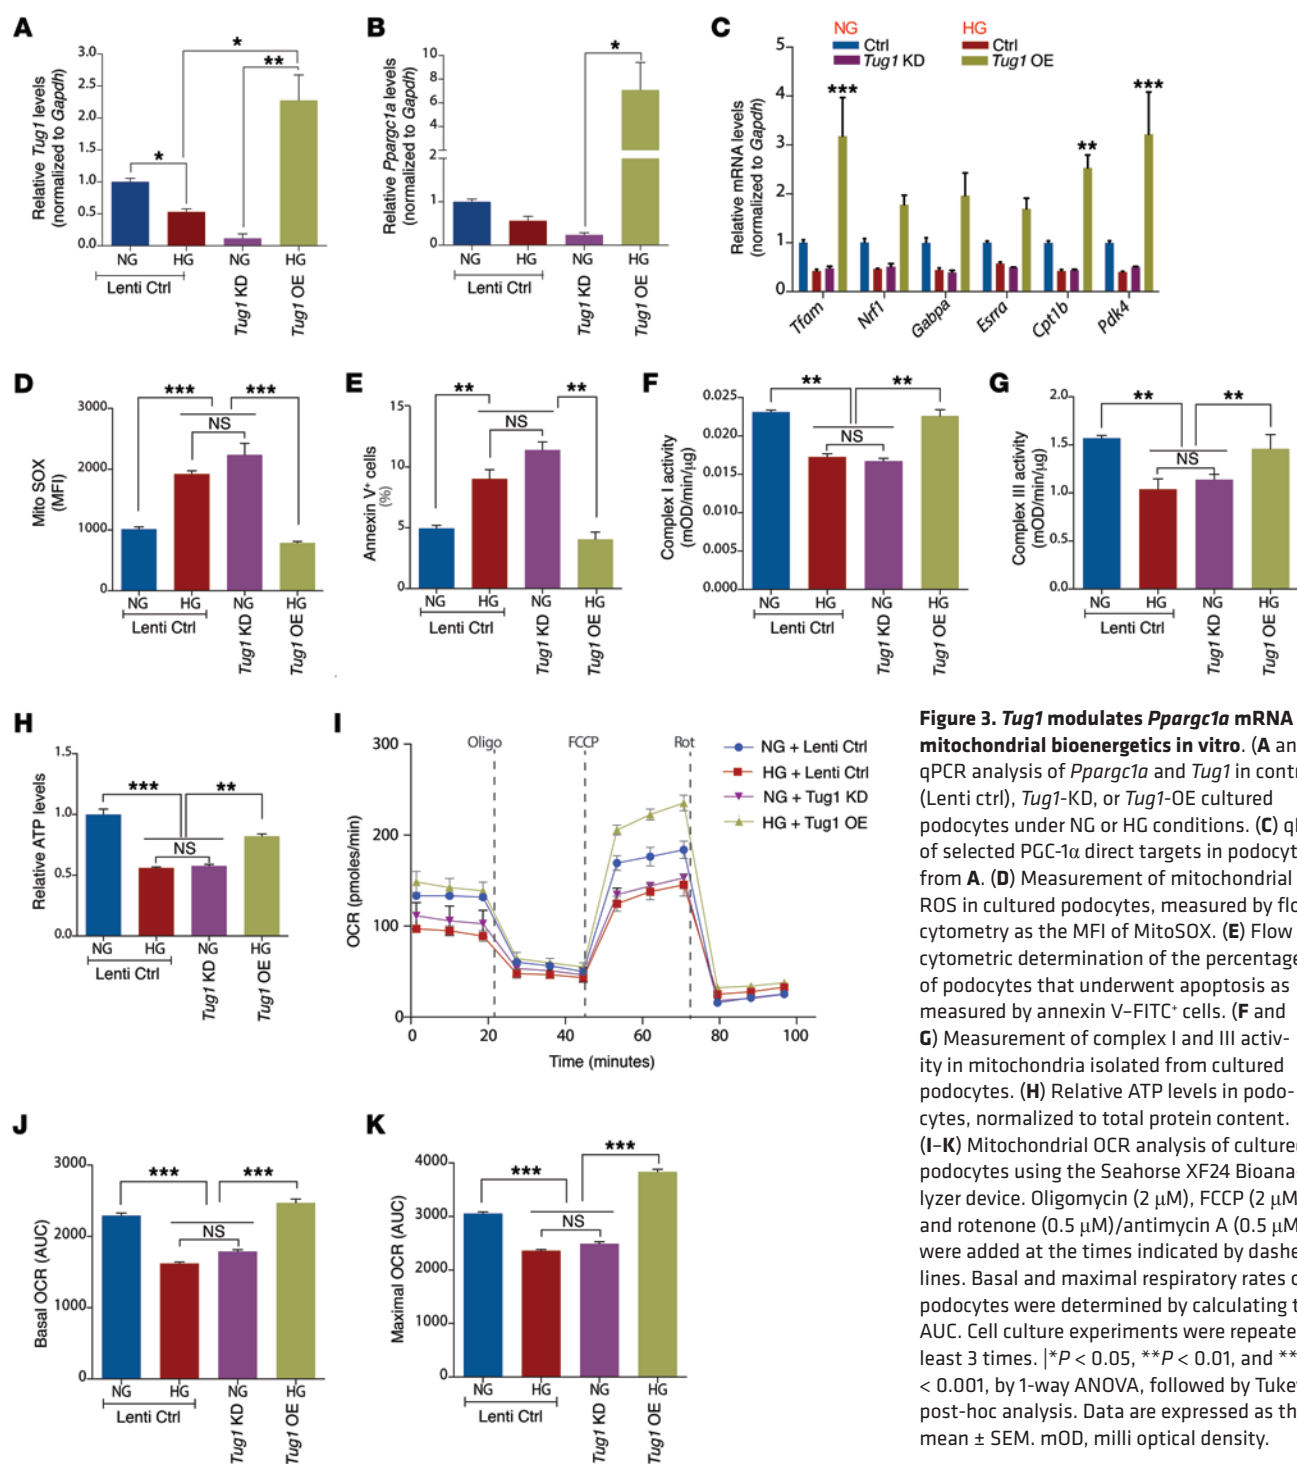 A
Relative Tug1 levels
(normalized to Gapdh)
3.0
2.5
2.0
1.5
1.0
0.5
0.0
*
*
**
NG
HG
Lenti Ctrl
NG
Tug1 KD
HG
Tug1 OE
B
Relative Ppargc1a levels
(normalized to Gapdh)
10
8
6
4
2
2
1
0
*
NG
HG
Lenti Ctrl
NG
Tug1 KD
HG
Tug1 OE
C
NG
HG
Ctrl
Ctrl
Tug1 KD
Tug1 OE
Relative mRNA levels
(normalized to Gapdh)
5
4
3
2
1
0
***
**
***
Tfam
Nrf1
Gabpa
Esrra
Cpt1b
Pdk4
D
Mito SOX
(MFI)
3000
2000
1000
0
***
***
NS
NG
HG
Lenti Ctrl
NG
Tug1 KD
HG
Tug1 OE
E
Annexin V+ cells
(%)
15
10
5
0
**
**
NS
NG
HG
Lenti Ctrl
NG
Tug1 KD
HG
Tug1 OE
F
Complex I activity
(mOD/min/µg)
0.025
0.020
0.015
0.010
0.005
0.000
**
**
NS
NG
HG
Lenti Ctrl
NG
Tug1 KD
HG
Tug1 OE
G
Complex III activity
(mOD/min/µg)
2.0
1.5
1.0
0.5
0.0
**
**
NS
NG
HG
Lenti Ctrl
NG
Tug1 KD
HG
Tug1 OE
H
Relative ATP levels
1.5
1.0
0.5
0.0
***
**
NS
NG
HG
Lenti Ctrl
NG
Tug1 KD
HG
Tug1 OE
I
OCR (pmoles/min)
300
200
100
0
Oligo
FCCP
Rot
NG + Lenti Ctrl
HG + Lenti Ctrl
NG + Tug1 KD
HG + Tug1 OE
0
20
40
60
80
100
Time (minutes)
J
Basal OCR (AUC)
3000
2000
1000
0
***
***
NS
NG
HG
Lenti Ctrl
NG
Tug1 KD
HG
Tug1 OE
K
Maximal OCR (AUC)
4000
3000
2000
1000
0
***
***
NS
NG
HG
Lenti Ctrl
NG
Tug1 KD
HG
Tug1 OE
Figure 3. Tug1 modulates Ppargc1a mRNA
mitochondrial bioenergetics in vitro. (A an
qPCR analysis of Ppargc1a and Tug1 in contr
(Lenti ctrl), Tug1-KD, or Tug1-OE cultured
podocytes under NG or HG conditions. (C) qP
of selected PGC-1α direct targets in podocyt
from A. (D) Measurement of mitochondrial
ROS in cultured podocytes, measured by flo
cytometry as the MFI of MitoSOX. (E) Flow
cytometric determination of the percentage
of podocytes that underwent apoptosis as
measured by annexin V–FITC+ cells. (F and
G) Measurement of complex I and III activ-
ity in mitochondria isolated from cultured
podocytes. (H) Relative ATP levels in podo-
cytes, normalized to total protein content.
(I–K) Mitochondrial OCR analysis of cultured
podocytes using the Seahorse XF24 Bioana-
lyzer device. Oligomycin (2 μM), FCCP (2 μM
and rotenone (0.5 μM)/antimycin A (0.5 μM
were added at the times indicated by dashe
lines. Basal and maximal respiratory rates o
podocytes were determined by calculating t
AUC. Cell culture experiments were repeate
least 3 times. |*P < 0.05, **P < 0.01, and **
< 0.001, by 1-way ANOVA, followed by Tukey
post-hoc analysis. Data are expressed as th
mean ± SEM. mOD, milli optical density.